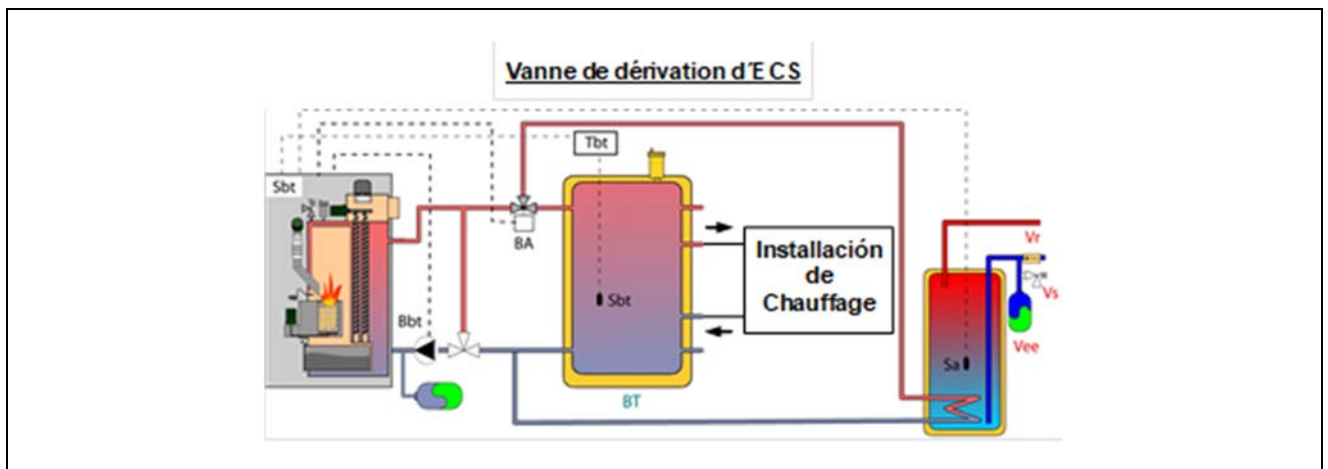 Vanne de dérivation d´E C S
Tbt
Sbt
BA
Vr
Installación
de
Chauffage
Sbt
Vs
Bbt
Vee
Sa
BT